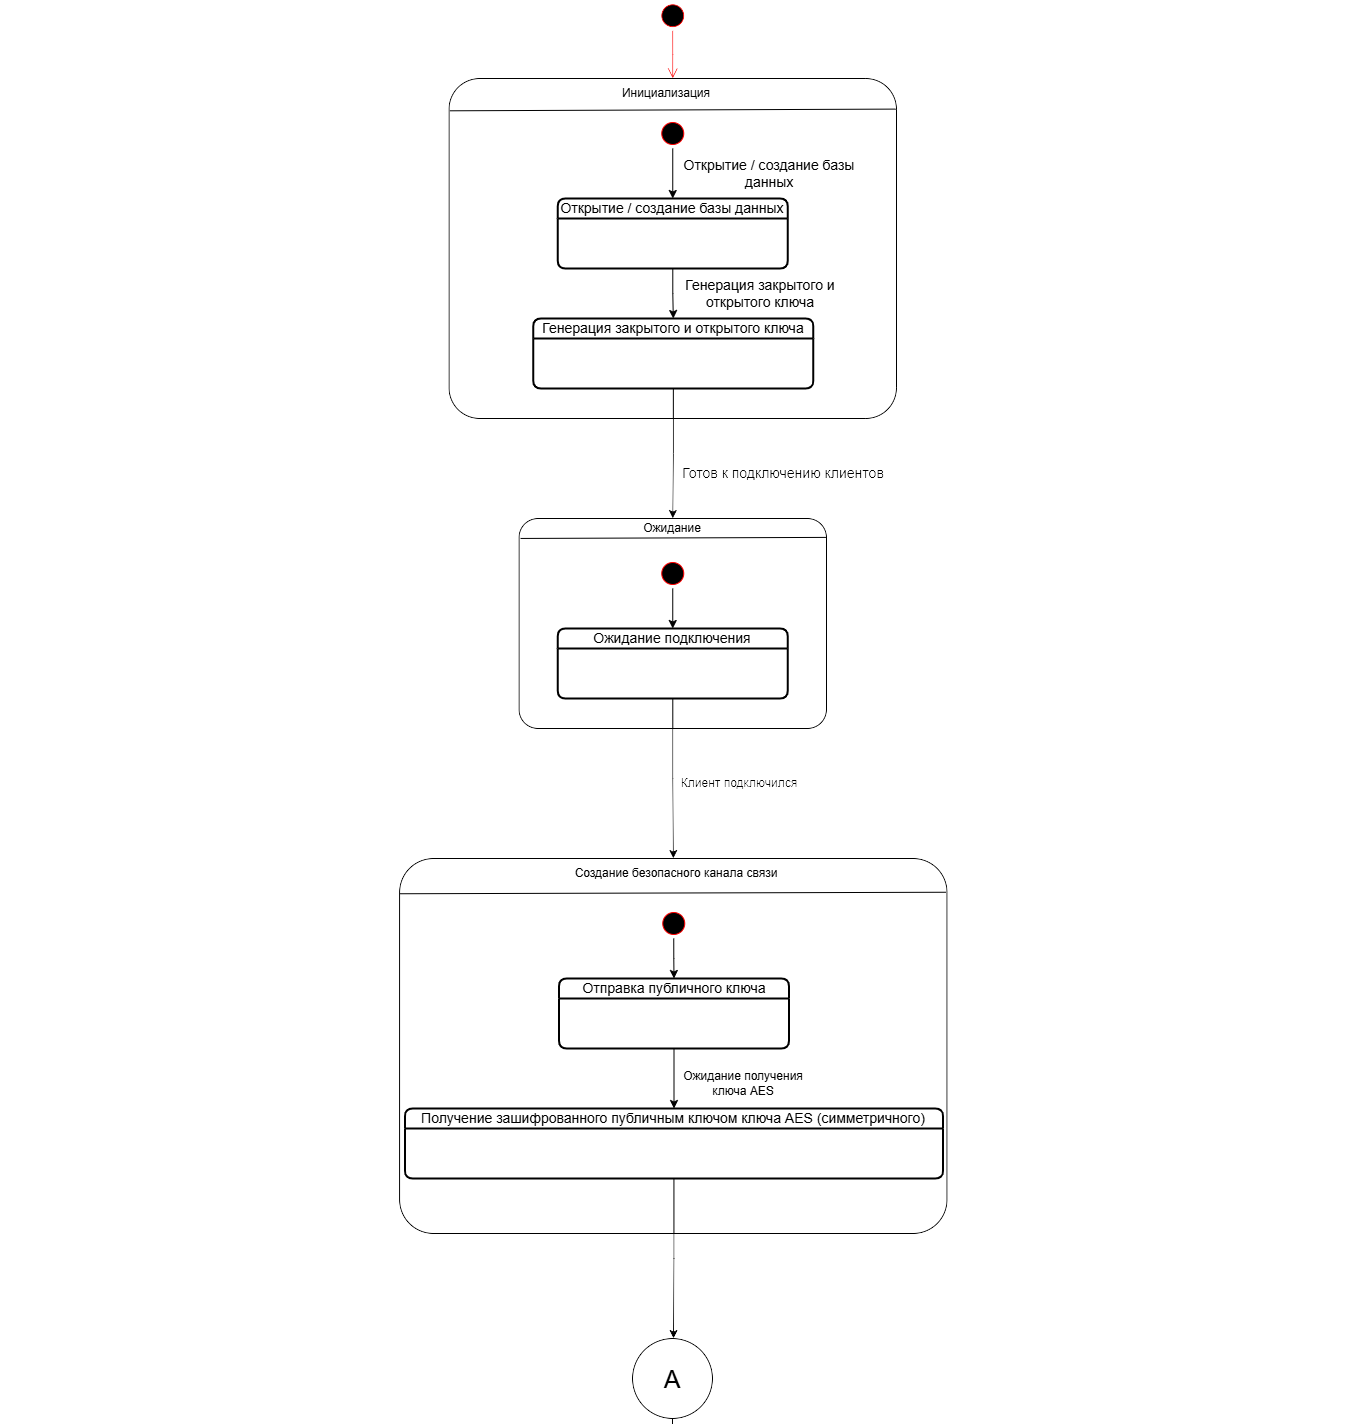 Инициализация
Открытие / создание базы
данных
Открытие / создание базы данных
Генерация закрытого и
открытого ключа
Генерация закрытого и открытого ключа
Готов к подключению клиентов
Ожидание
Ожидание подключения
Клиент подключился
Создание безопасного канала связи
Отправка публичного ключа
Ожидание получения
ключа AES
Получение зашифрованного публичным ключом ключа AES (симметричного)
А